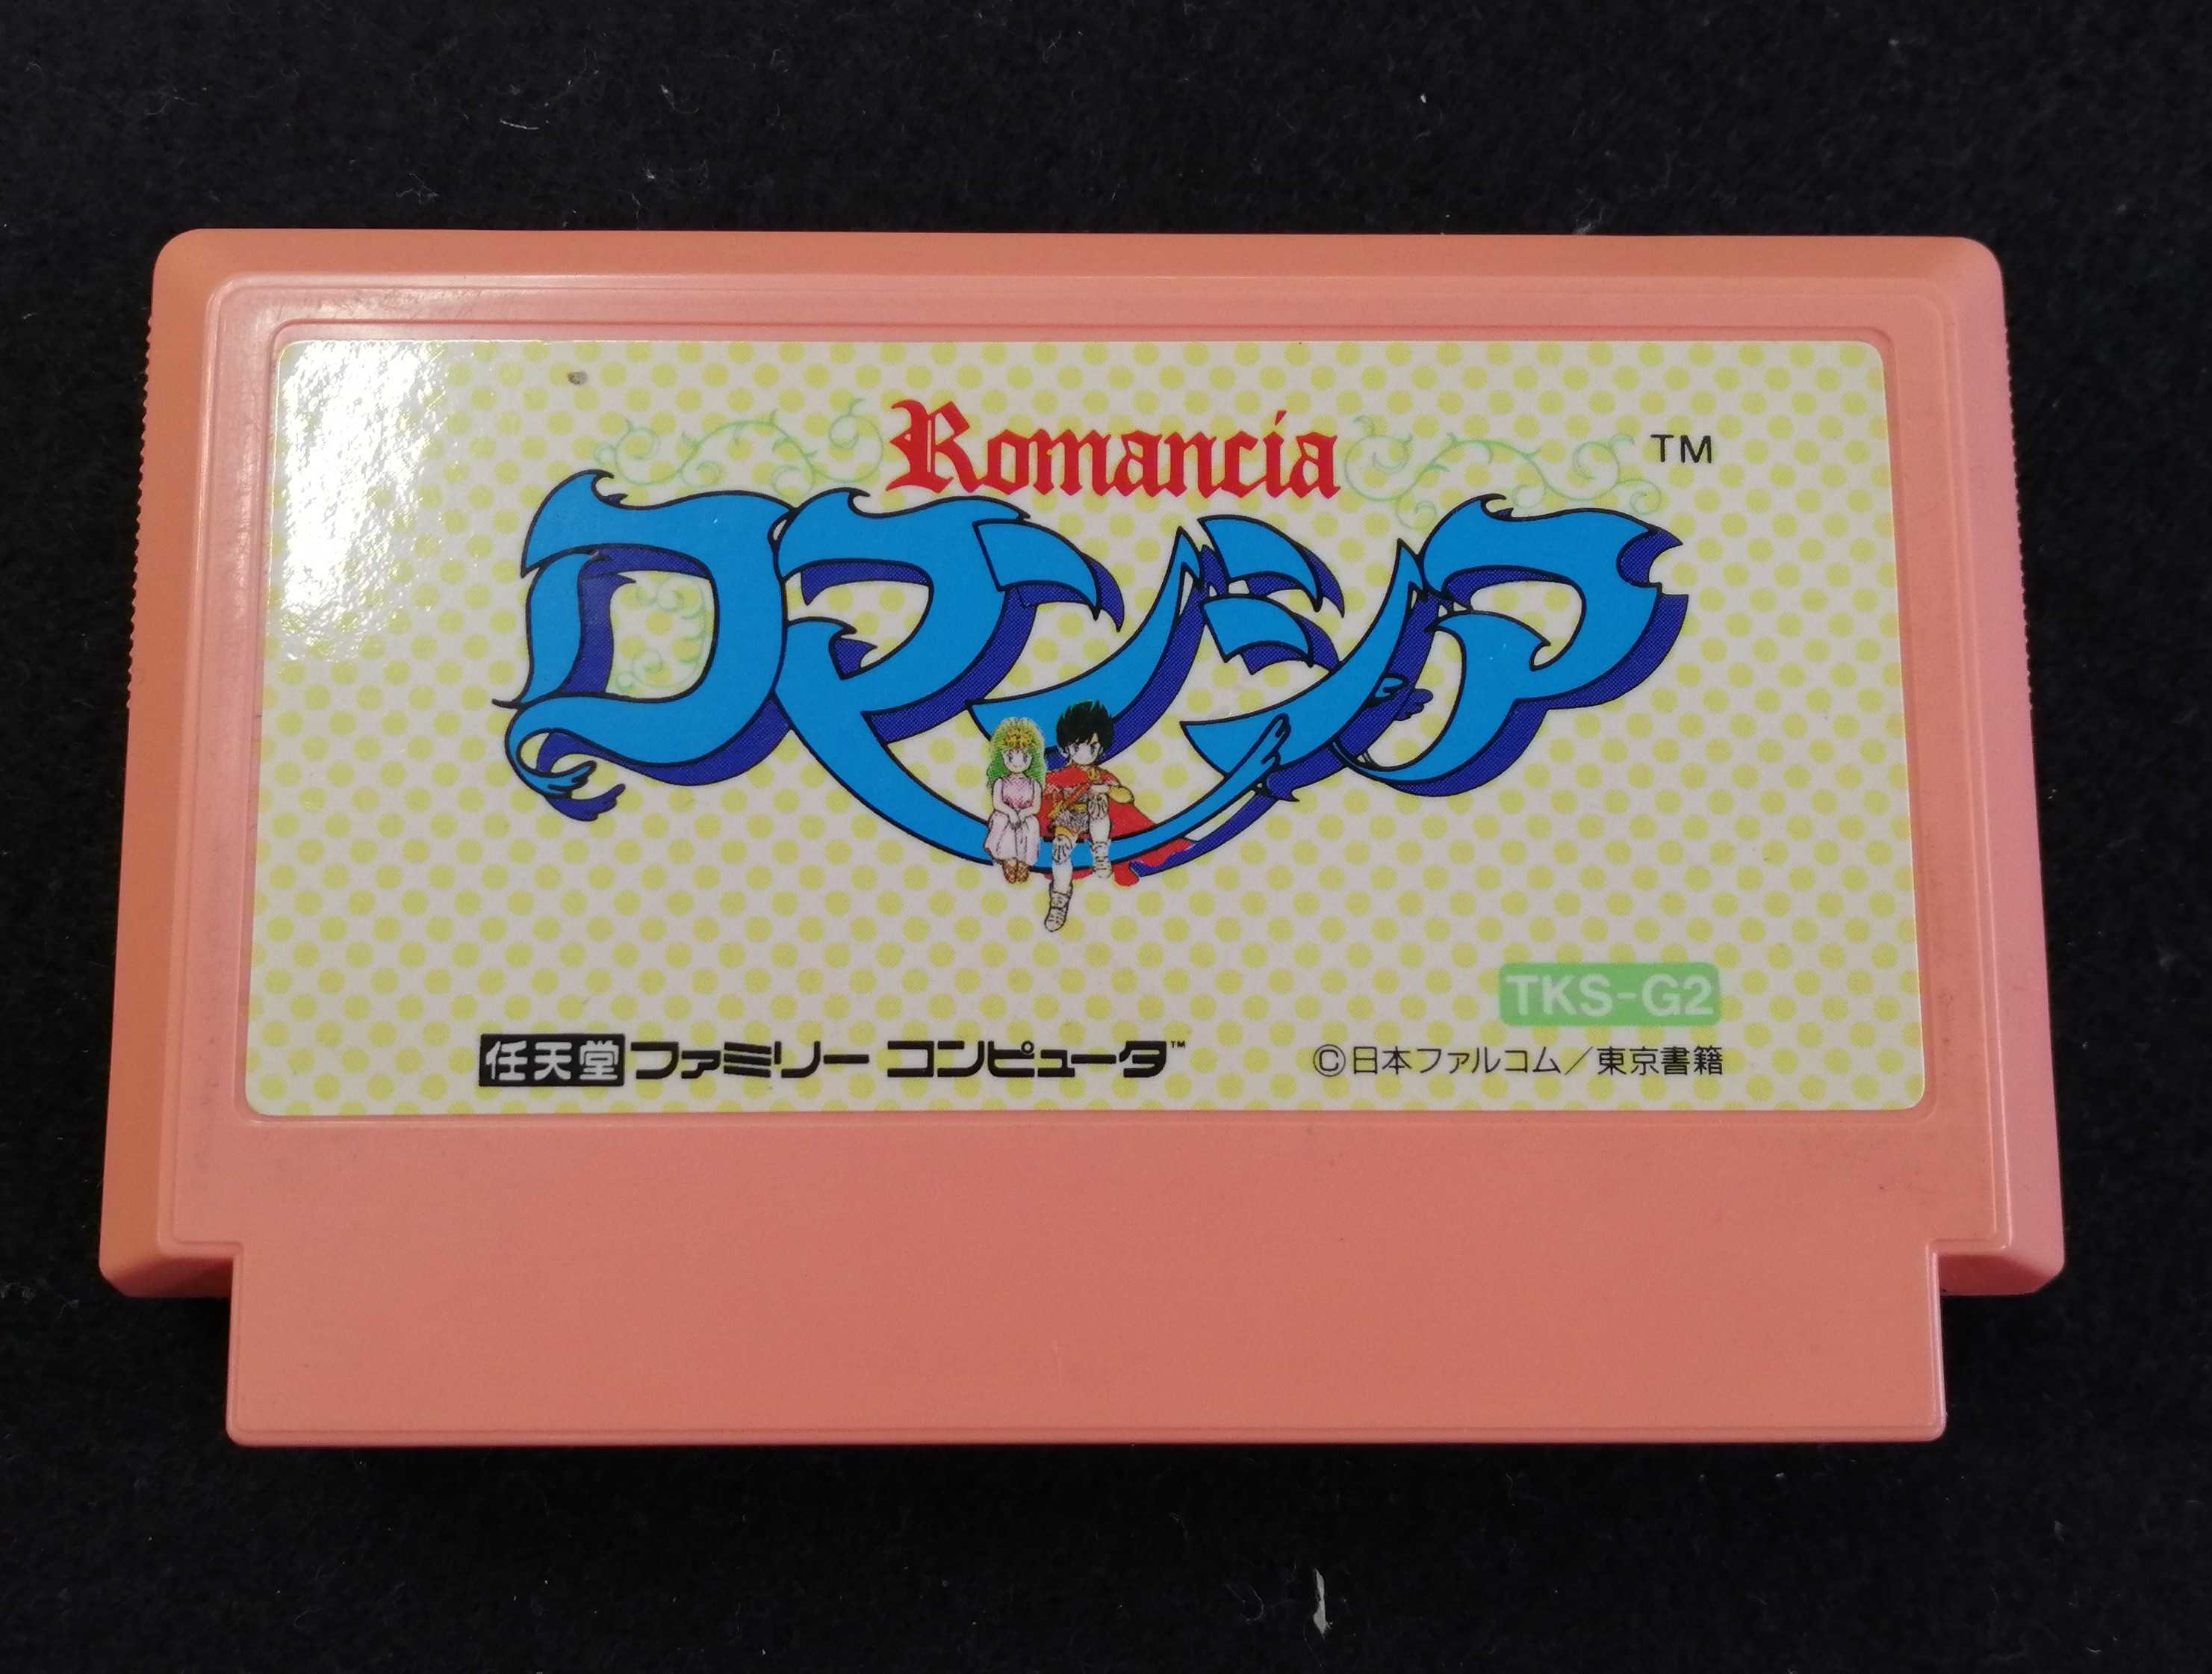 Romancia
TM
ロマンシア
TKS-G2
任天堂ファミリー コンピュータ™
©日本ファルコム／東京書籍